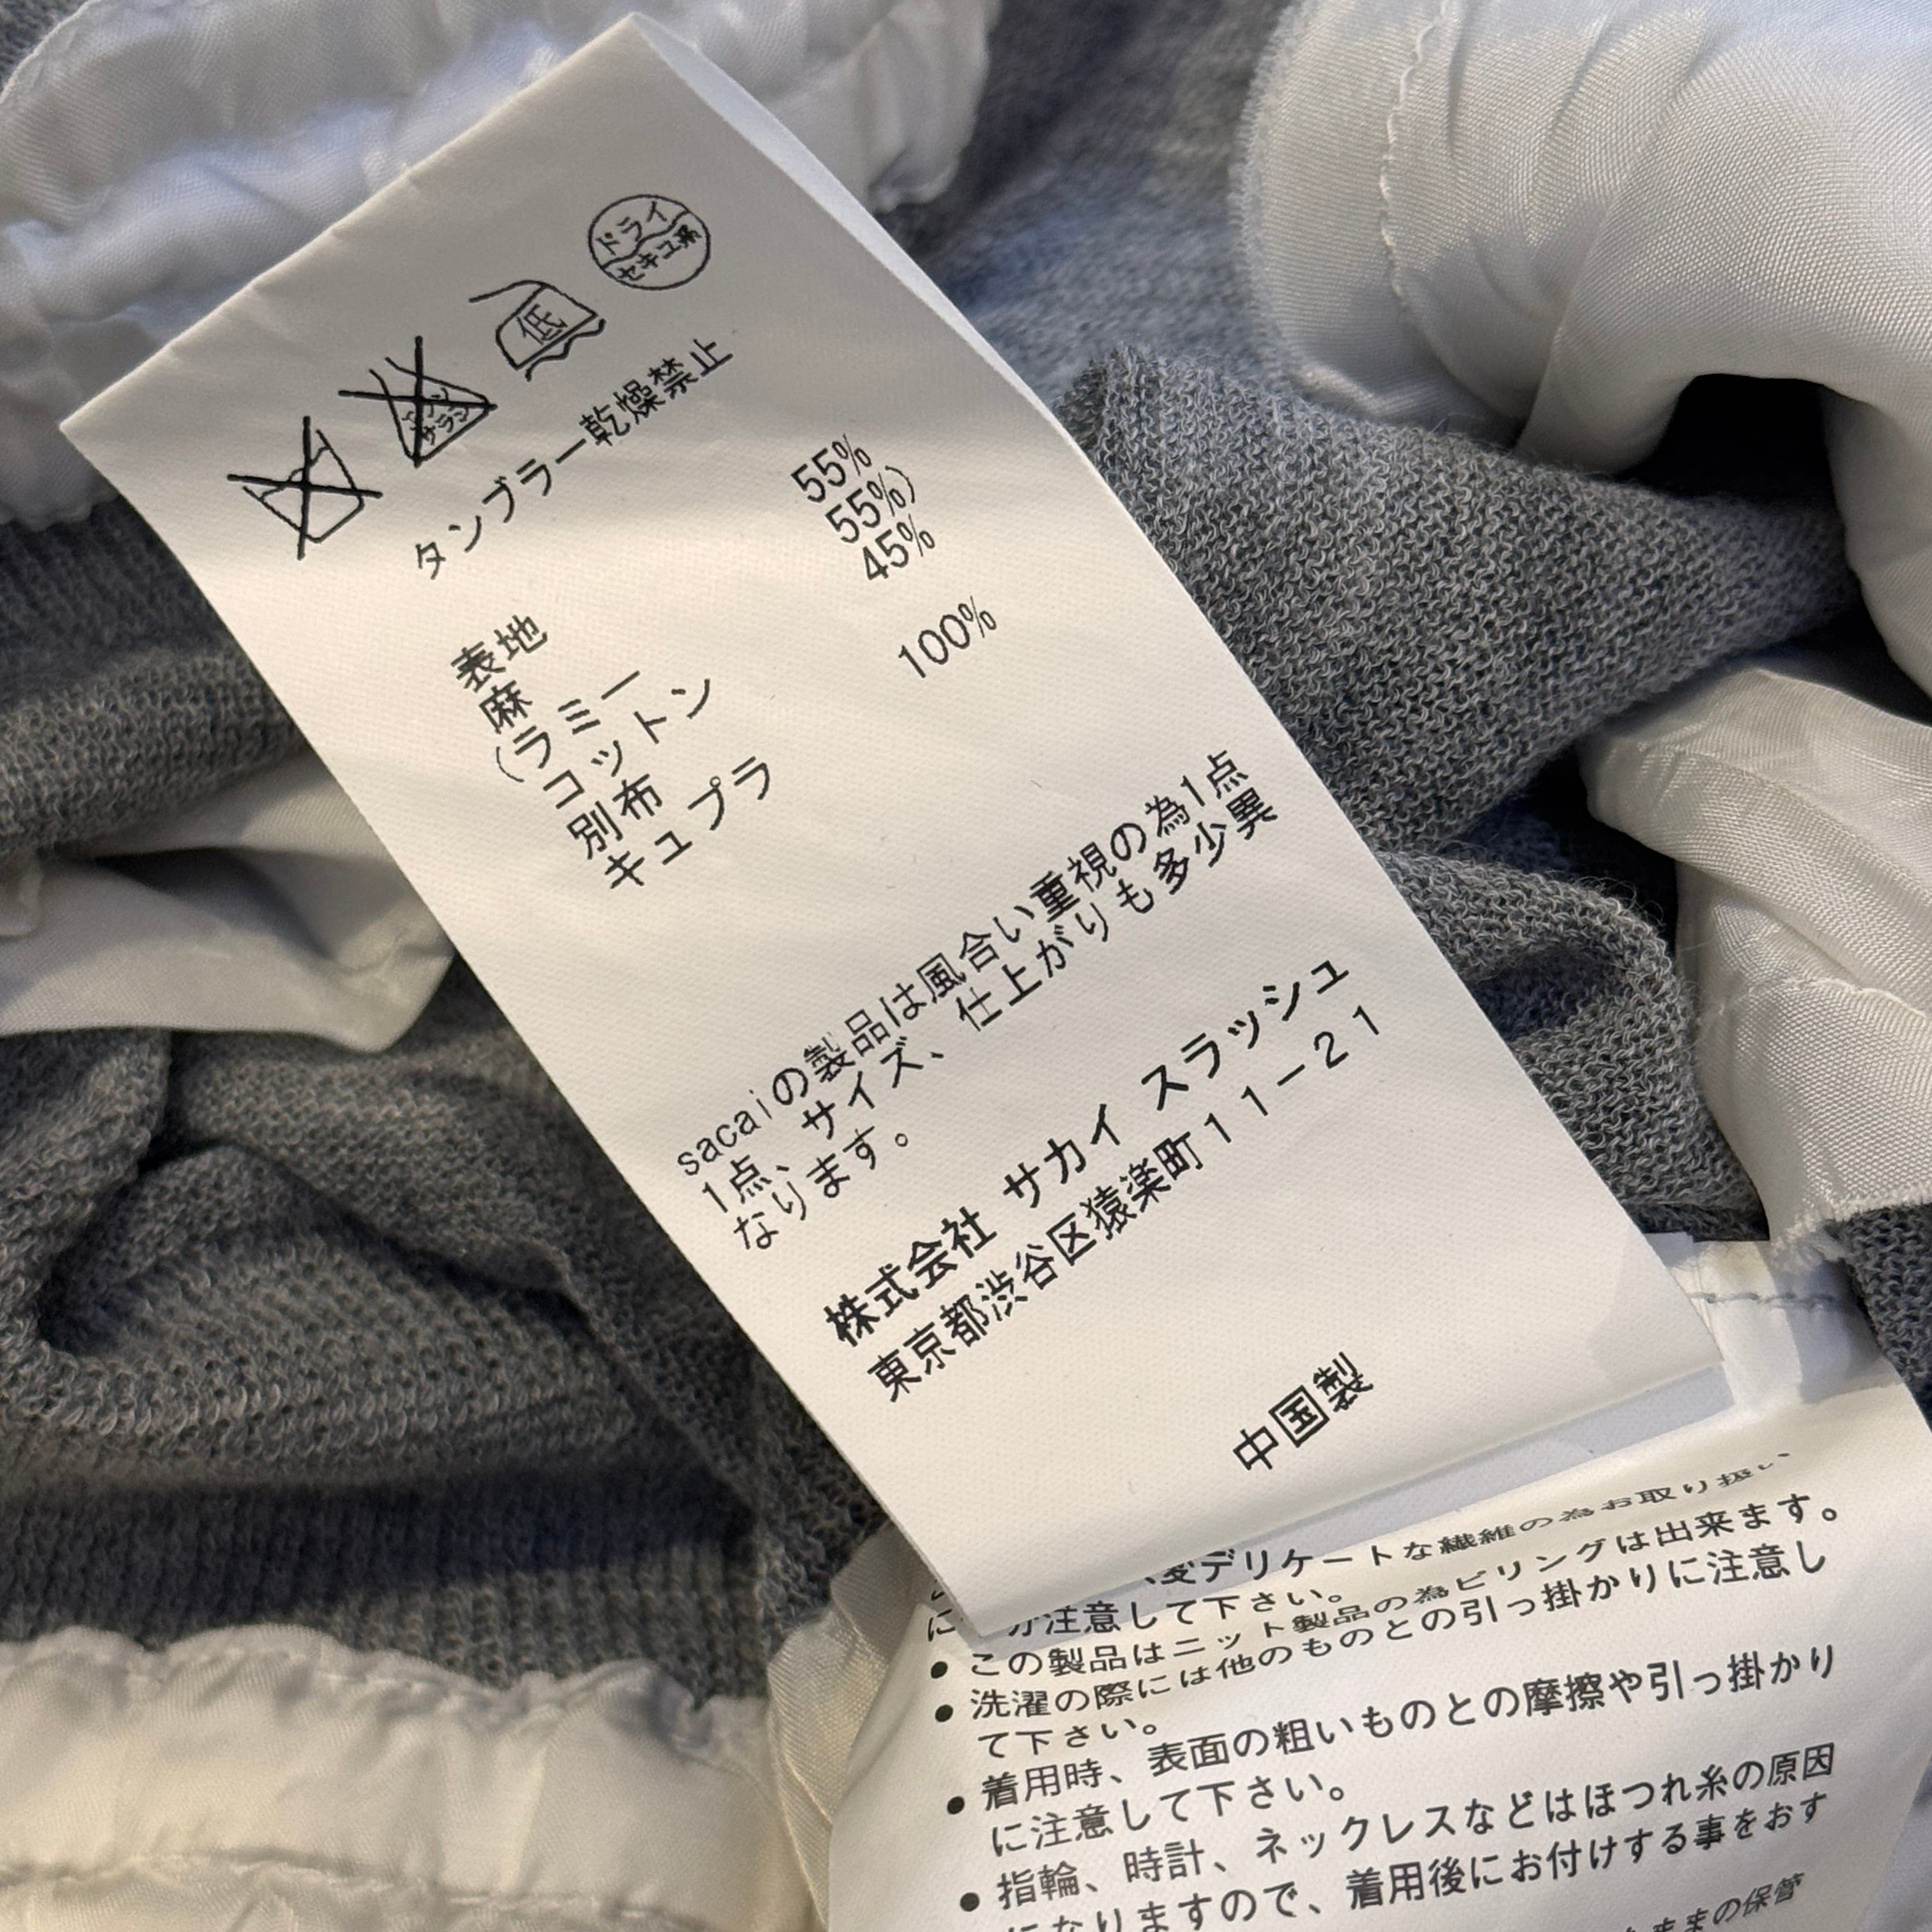 ドライ
セキユ系
低
エンソ
サラシ
タンブラー乾燥禁止
表地
麻 55%
(ラミー 55%)
コットン 45%
別布
キュプラ 100%
sacaiの製品は風合い重視の為1点
1点、サイズ、仕上がりも多少異
なります。
株式会社 サカイ スラッシュ
東京都渋谷区猿楽町11-21
中国製
変デリケートな繊維の為お取り扱い
に 注意して下さい。
● この製品はニット製品の為ピリングは出来ます。
● 洗濯の際には他のものとの引っ掛かりに注意し
て下さい。
● 着用時、表面の粗いものとの摩擦や引っ掛かり
に注意して下さい。
● 指輪、時計、ネックレスなどはほつれ糸の原因
になりますので、着用後にお付けする事をおす
ままの保管